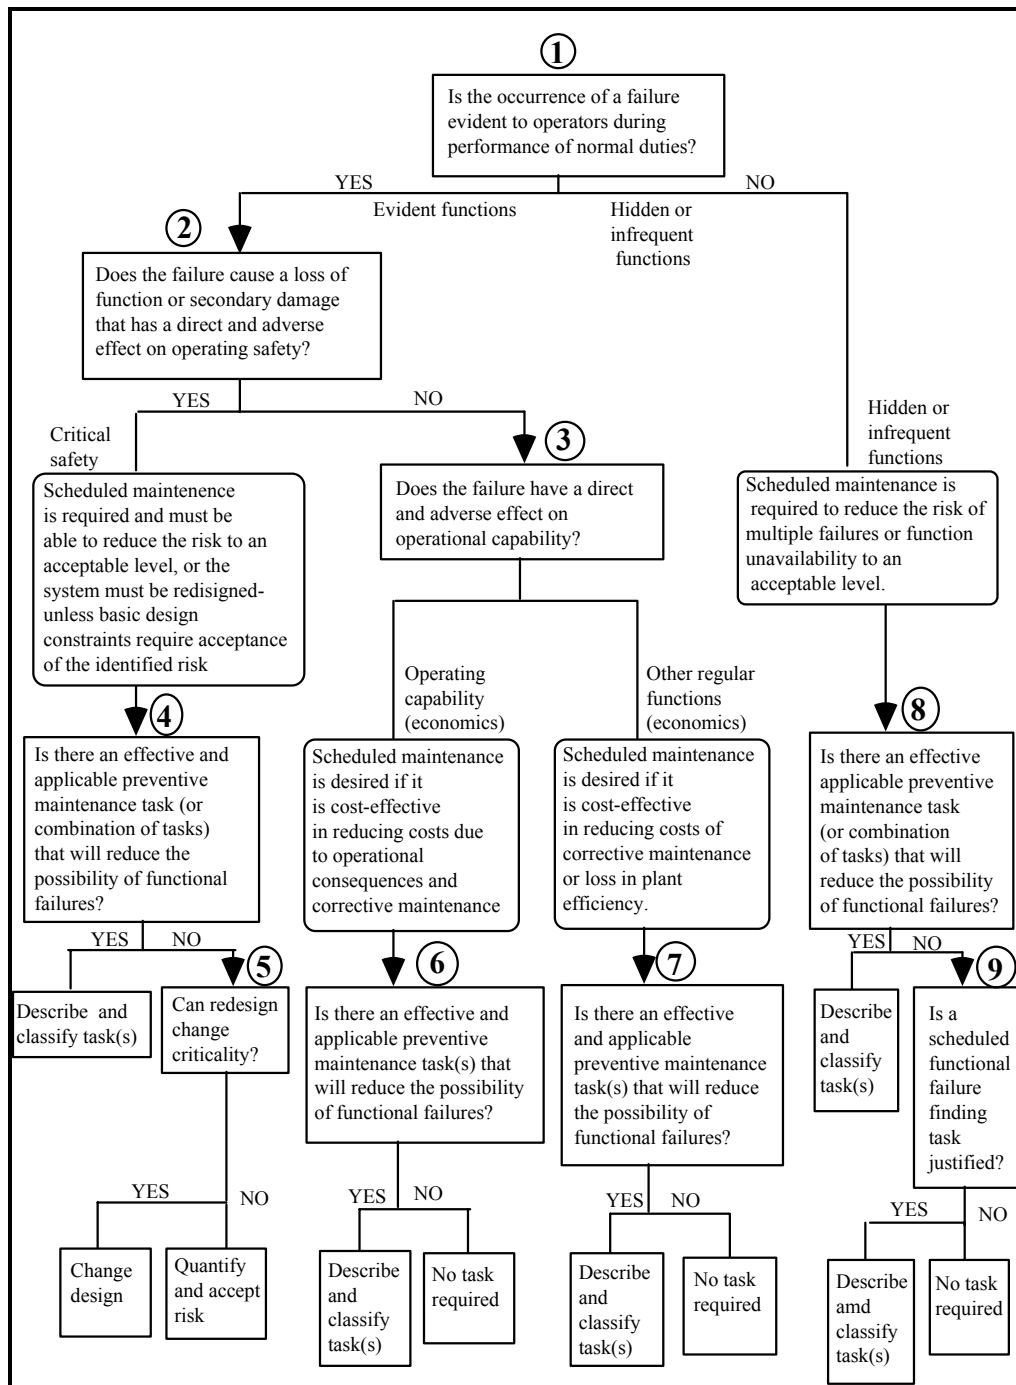 1
Is the occurrence of a failure
evident to operators during
performance of normal duties?
YES
NO
Evident functions
Hidden or
infrequent
functions
2
Does the failure cause a loss of
function or secondary damage
that has a direct and adverse
effect on operating safety?
YES
NO
Critical
safety
Hidden or
infrequent
functions
3
Does the failure have a direct
and adverse effect on
operational capability?
Scheduled maintenence
is required and must be
able to reduce the risk to an
acceptable level, or the
system must be redisigned-
unless basic design
constraints require acceptance
of the identified risk
Scheduled maintenance is
required to reduce the risk of
multiple failures or function
unavailability to an
acceptable level.
Operating
capability
(economics)
Other regular
functions
(economics)
4
Is there an effective and
applicable preventive
maintenance task (or
combination of tasks)
that will reduce the
possibility of functional
failures?
Scheduled maintenance
is desired if it
is cost-effective
in reducing costs due
to operational
consequences and
corrective maintenance
Scheduled maintenance
is desired if it
is cost-effective
in reducing costs of
corrective maintenance
or loss in plant
efficiency.
8
Is there an effective
applicable preventive
maintenance task
(or combination
of tasks) that will
reduce the possibility
of functional failures?
YES
NO
YES
NO
Describe and
classify task(s)
5
Can redesign
change
criticality?
6
Is there an effective and
applicable preventive
maintenance task(s) that
will reduce the possibility
of functional failures?
7
Is there an effective
and applicable
preventive maintenance
task(s) that will reduce
the possibility of
functional failures?
Describe
and
classify
task(s)
9
Is a
scheduled
functional
failure
finding
task
justified?
YES
NO
YES
NO
YES
NO
YES
NO
Change
design
Quantify
and accept
risk
Describe
and
classify
task(s)
No task
required
Describe
and
classify
task(s)
No task
required
Describe
amd
classify
task(s)
No task
required